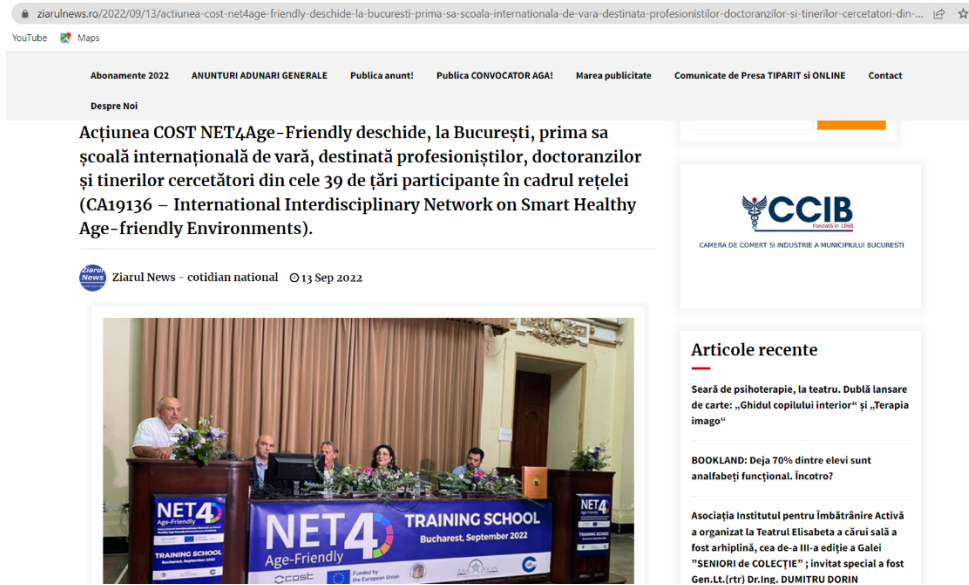 ziarulnews.ro/2022/09/13/actiunea-cost-net4age-friendly-deschide-la-bucuresti-prima-sa-scoala-internationala-de-vara-destinata-profesionistilor-doctoranzilor-si-tinerilor-cercetatori-din-...
YouTube Maps
Abonamente 2022 ANUNTURI ADUNARI GENERALE Publica anunt! Publica CONVOCATOR AGA! Marea publicitate Comunicate de Presa TIPARIT si ONLINE Contact
Despre Noi
Acțiunea COST NET4Age-Friendly deschide, la București, prima sa
școală internațională de vară, destinată profesioniștilor, doctoranzilor
și tinerilor cercetători din cele 39 de țări participante în cadrul rețelei
(CA19136 – International Interdisciplinary Network on Smart Healthy
Age-friendly Environments).
Ziarul
News
Ziarul News - cotidian national 13 Sep 2022
NET4
Age-Friendly
TRAINING SCHOOL
Bucharest, September 2022
NET4
Age-Friendly
cost
Funded by
the European Union
TRAINING SCHOOL
Bucharest, September 2022
NET4
Age-Friendly
TRAINING SCHOOL
CCIB
Fondată în 1868
CAMERA DE COMERT SI INDUSTRIE A MUNICIPIULUI BUCURESTI
Articole recente
Seară de psihoterapie, la teatru. Dublă lansare
de carte: „Ghidul copilului interior“ și „Terapia
imago“
BOOKLAND: Deja 70% dintre elevi sunt
analfabeți funcțional. Încotro?
Asociația Institutul pentru Îmbătrânire Activă
a organizat la Teatrul Elisabeta a cărui sală a
fost arhiplină, cea de-a III-a ediție a Galei
”SENIORI de COLECȚIE” ; invitat special a fost
Gen.Lt.(rtr) Dr.Ing. DUMITRU DORIN